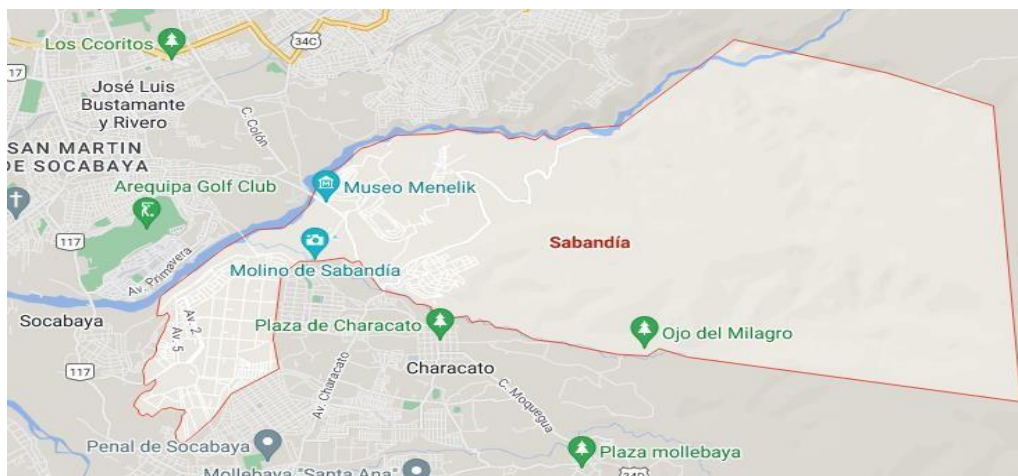 Los Ccoritos
34C
17
José Luis
Bustamante
y Rivero
C. Colón
SAN MARTIN
DE SOCABAYA
Arequipa Golf Club
Museo Menelik
117
Av. Primavera
Molino de Sabandía
Sabandía
Socabaya
Av. 2
Av. 5
Plaza de Characato
Ojo del Milagro
117
Characato
Av. Characato
C. Moquegua
Penal de Socabaya
Plaza mollebaya
Mollebaya "Santa Ana"
34D